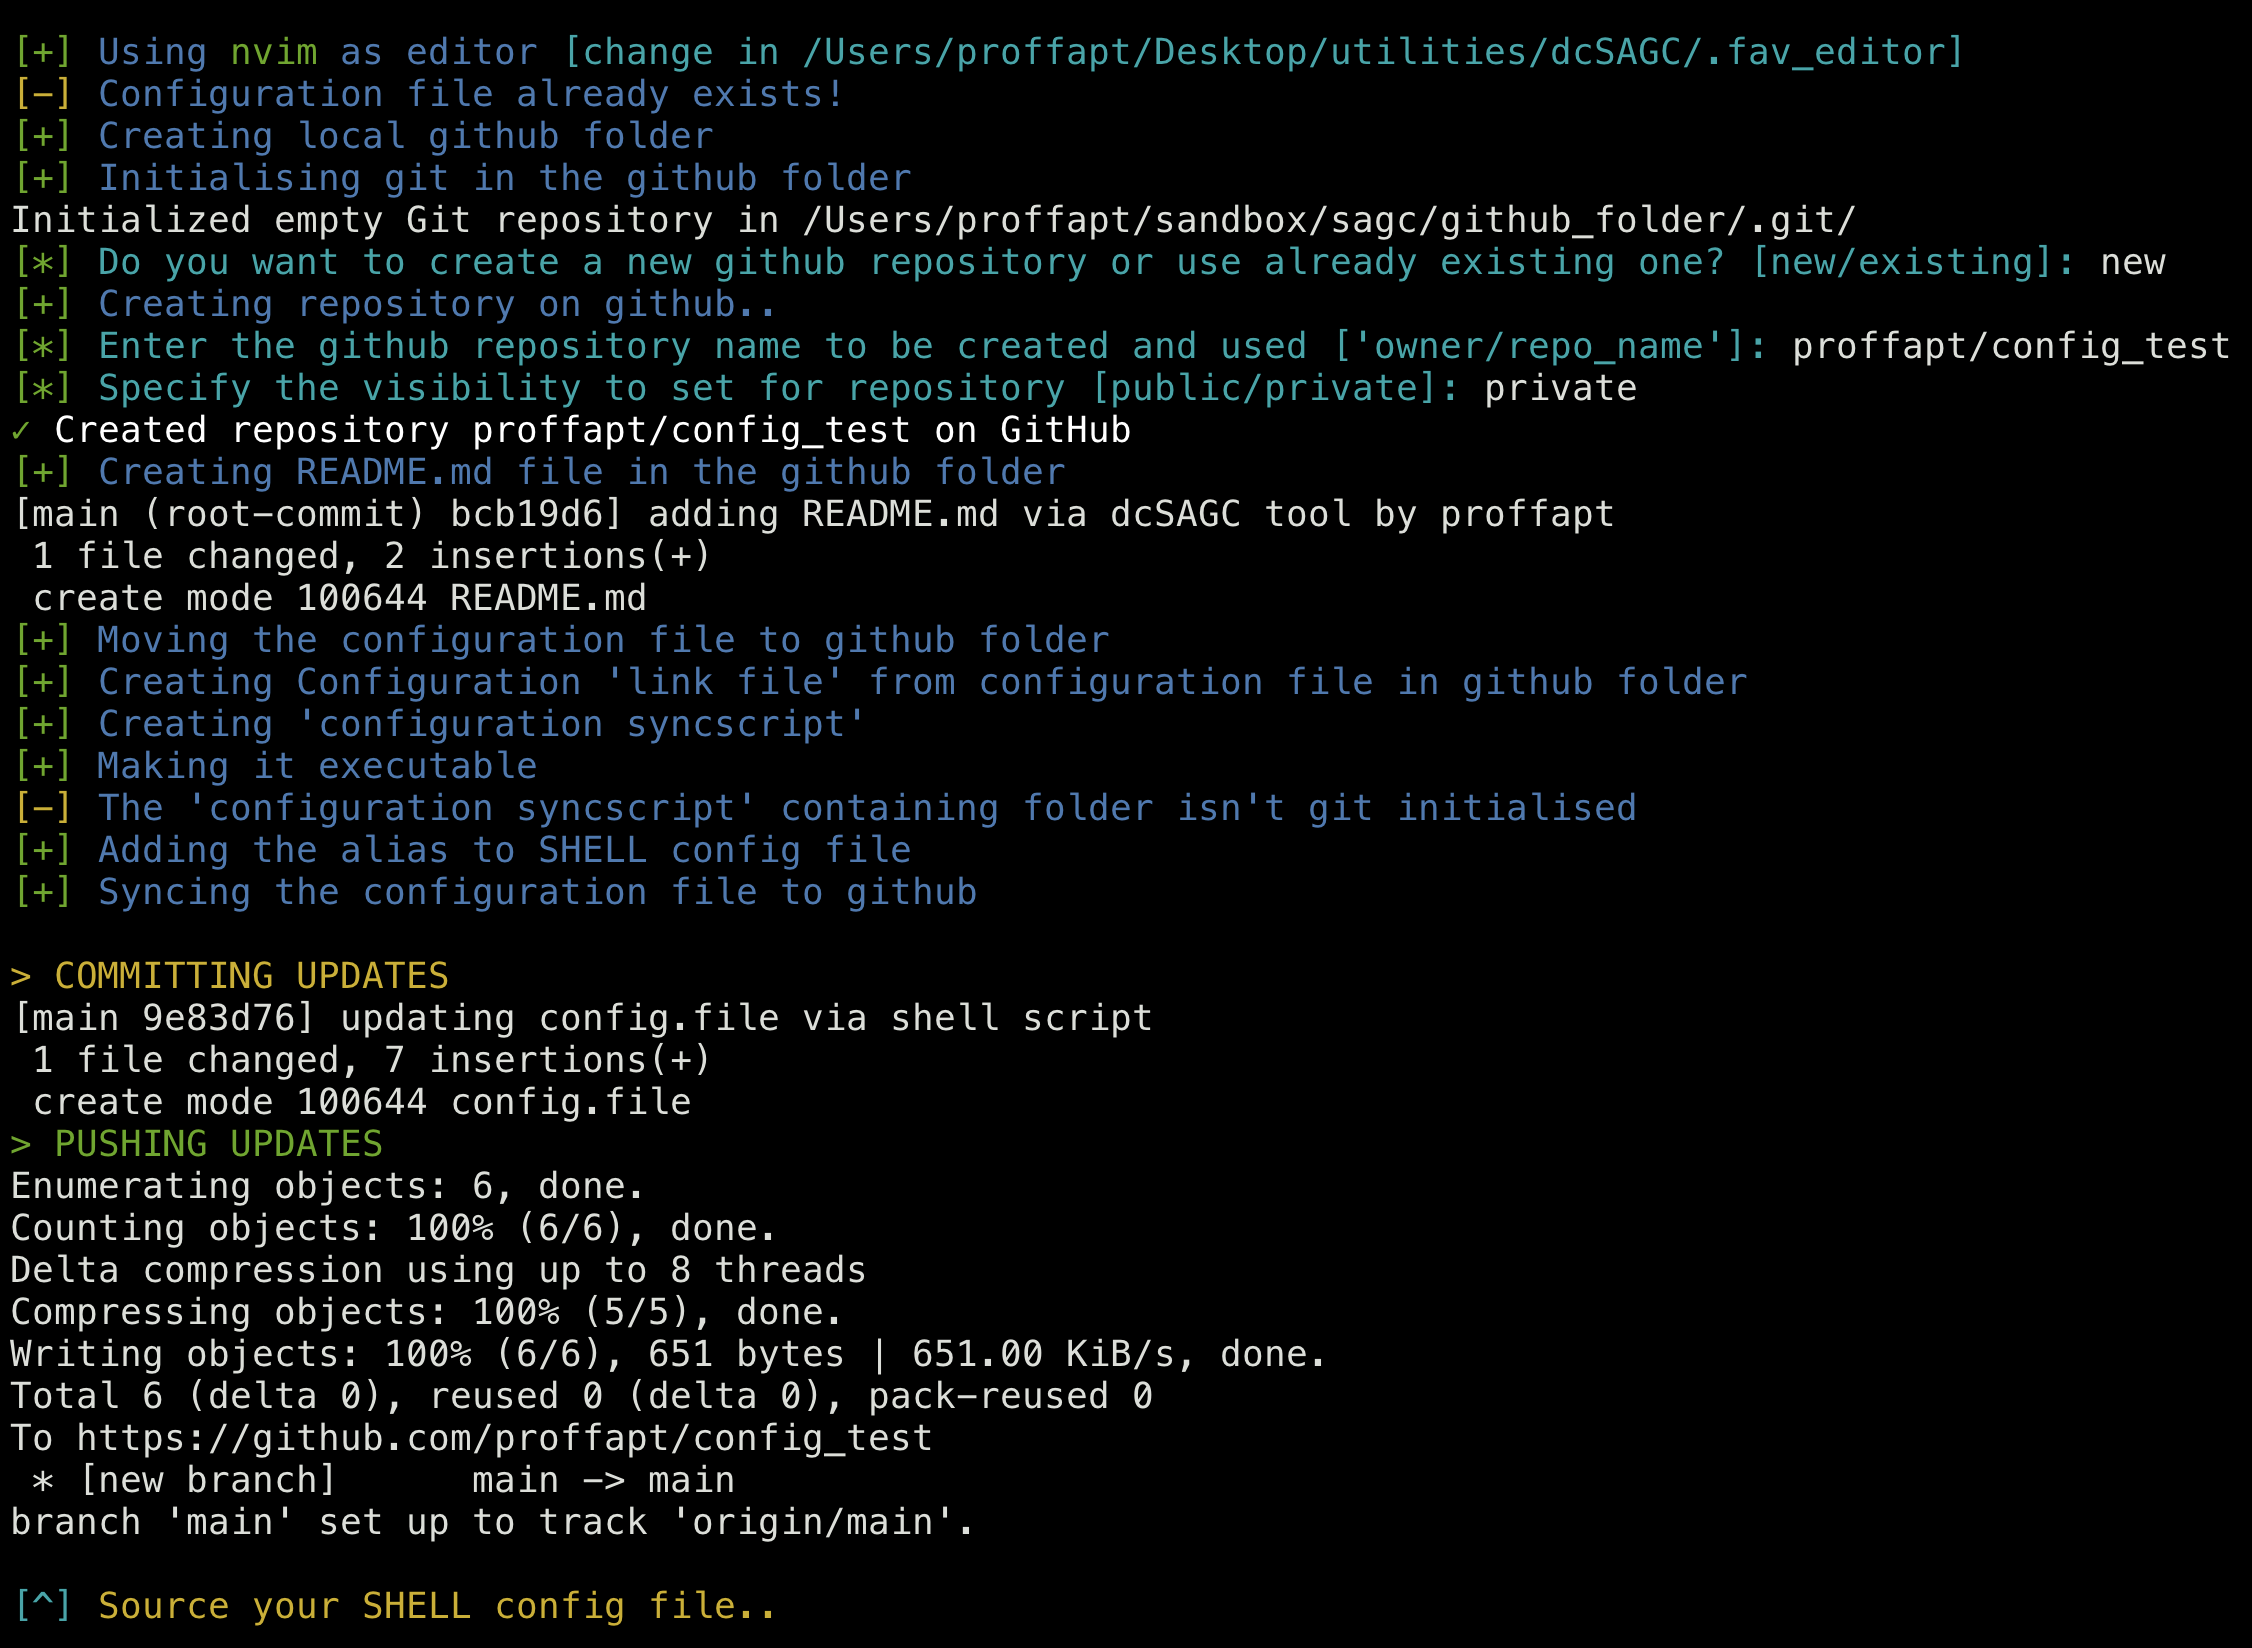 [+] Using nvim as editor [change in /Users/proffapt/Desktop/utilities/dcSAGC/.fav_editor]
[-] Configuration file already exists!
[+] Creating local github folder
[+] Initialising git in the github folder
Initialized empty Git repository in /Users/proffapt/sandbox/sagc/github_folder/.git/
[*] Do you want to create a new github repository or use already existing one? [new/existing]: new
[+] Creating repository on github..
[*] Enter the github repository name to be created and used ['owner/repo_name']: proffapt/config_test
[*] Specify the visibility to set for repository [public/private]: private
✓ Created repository proffapt/config_test on GitHub
[+] Creating README.md file in the github folder
[main (root-commit) bcb19d6] adding README.md via dcSAGC tool by proffapt
 1 file changed, 2 insertions(+)
 create mode 100644 README.md
[+] Moving the configuration file to github folder
[+] Creating Configuration 'link file' from configuration file in github folder
[+] Creating 'configuration syncscript'
[+] Making it executable
[-] The 'configuration syncscript' containing folder isn't git initialised
[+] Adding the alias to SHELL config file
[+] Syncing the configuration file to github
> COMMITTING UPDATES
[main 9e83d76] updating config.file via shell script
 1 file changed, 7 insertions(+)
 create mode 100644 config.file
> PUSHING UPDATES
Enumerating objects: 6, done.
Counting objects: 100% (6/6), done.
Delta compression using up to 8 threads
Compressing objects: 100% (5/5), done.
Writing objects: 100% (6/6), 651 bytes | 651.00 KiB/s, done.
Total 6 (delta 0), reused 0 (delta 0), pack-reused 0
To https://github.com/proffapt/config_test
 * [new branch]      main -> main
branch 'main' set up to track 'origin/main'.
[^] Source your SHELL config file..